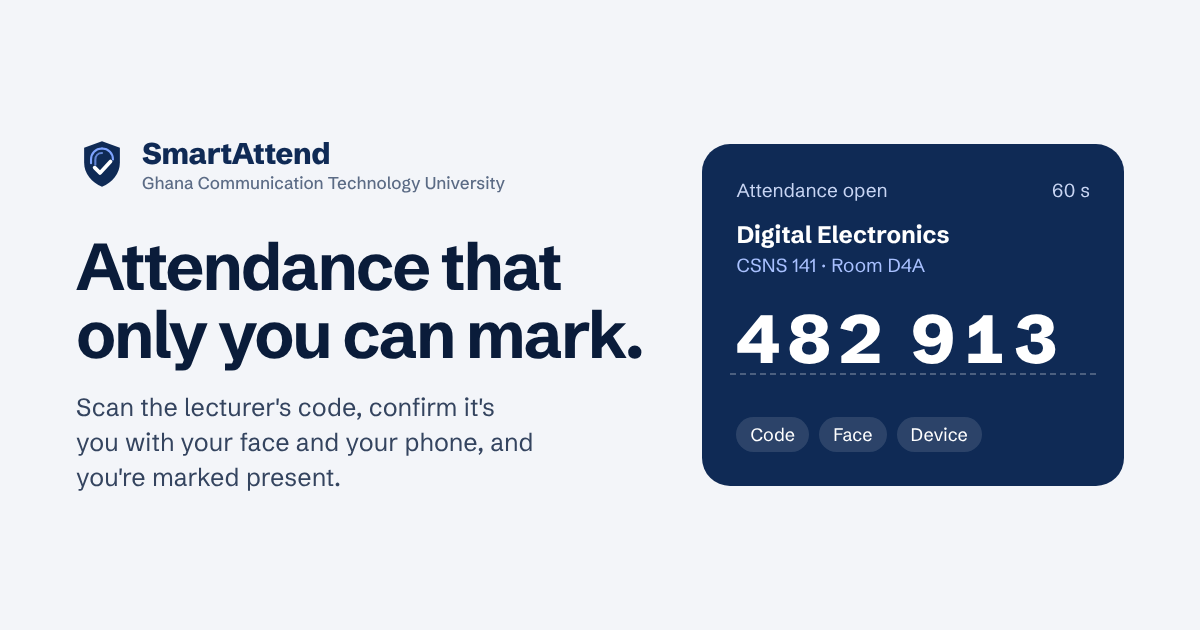 SmartAttend
Ghana Communication Technology University
Attendance that
only you can mark.
Scan the lecturer's code, confirm it's
you with your face and your phone, and
you're marked present.
Attendance open 60 s
Digital Electronics
CSNS 141 · Room D4A
482 913
Code Face Device